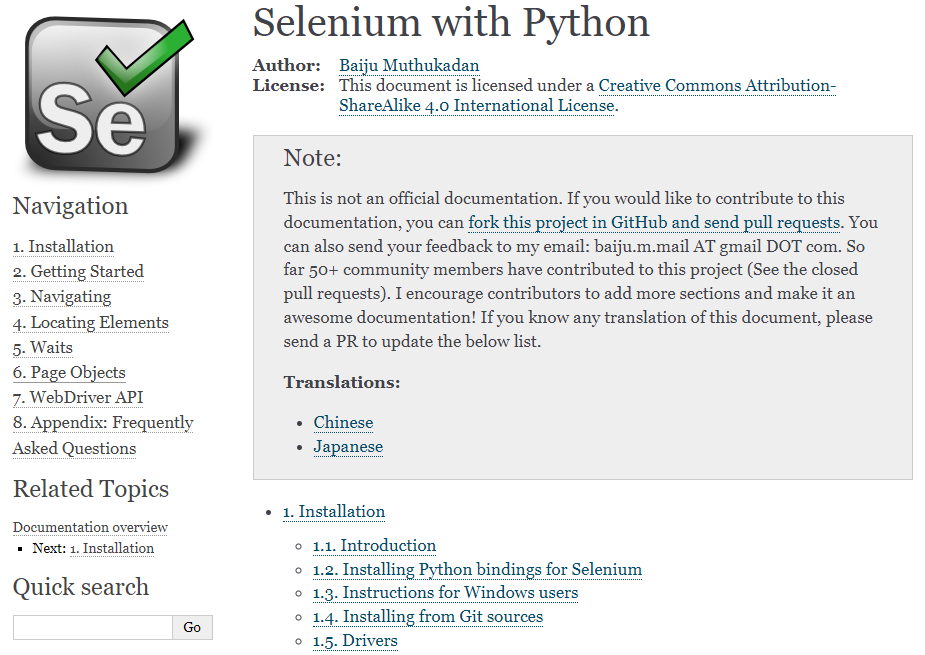 Se
Navigation
1. Installation
2. Getting Started
3. Navigating
4. Locating Elements
5. Waits
6. Page Objects
7. WebDriver API
8. Appendix: Frequently
Asked Questions
Related Topics
Documentation overview
Next: 1. Installation
Quick search
Go
Selenium with Python
Author: Baiju Muthukadan
License: This document is licensed under a Creative Commons Attribution-
ShareAlike 4.0 International License.
Note:
This is not an official documentation. If you would like to contribute to this
documentation, you can fork this project in GitHub and send pull requests. You
can also send your feedback to my email: baiju.m.mail AT gmail DOT com. So
far 50+ community members have contributed to this project (See the closed
pull requests). I encourage contributors to add more sections and make it an
awesome documentation! If you know any translation of this document, please
send a PR to update the below list.
Translations:
Chinese
Japanese
1. Installation
1.1. Introduction
1.2. Installing Python bindings for Selenium
1.3. Instructions for Windows users
1.4. Installing from Git sources
1.5. Drivers